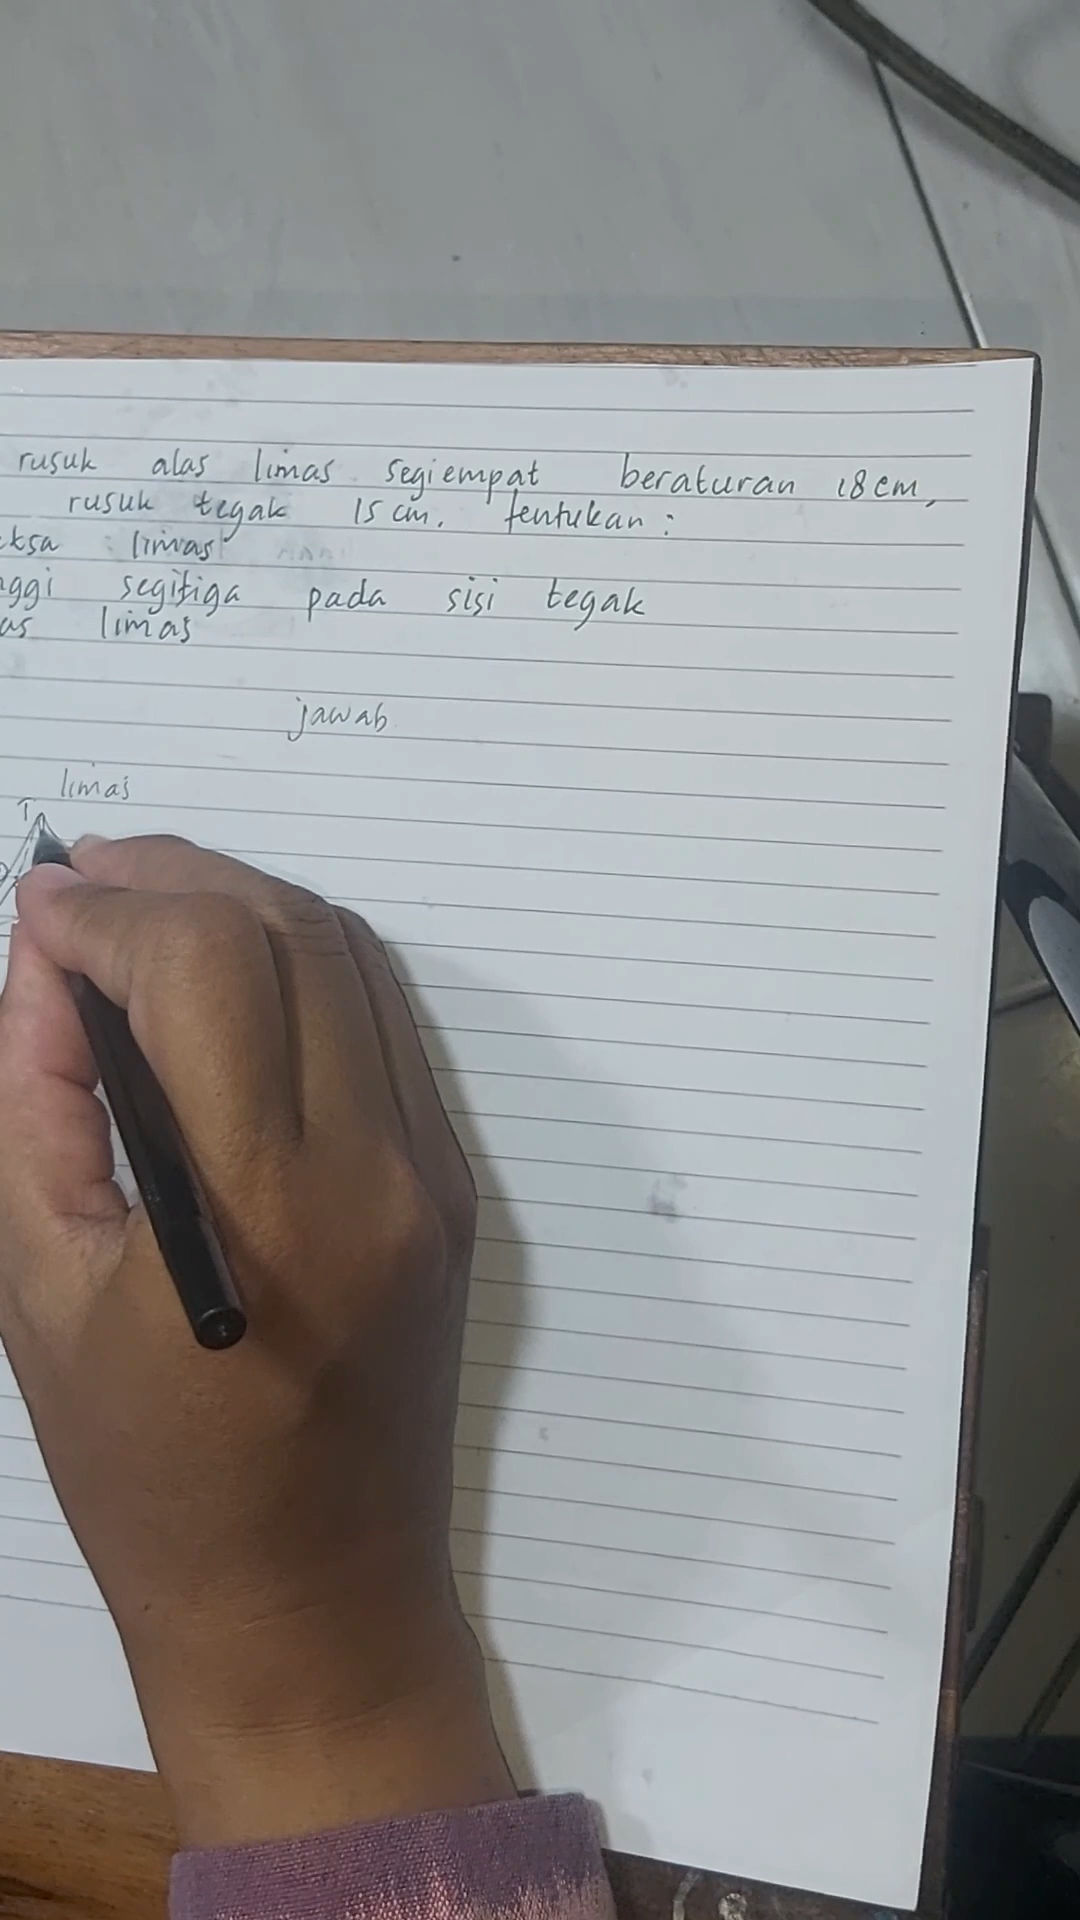 rusuk alas limas segiempat beraturan 18 cm,
rusuk tegak 15 cm. tentukan :
limas
segitiga pada sisi tegak
limas
jawab
limas
T